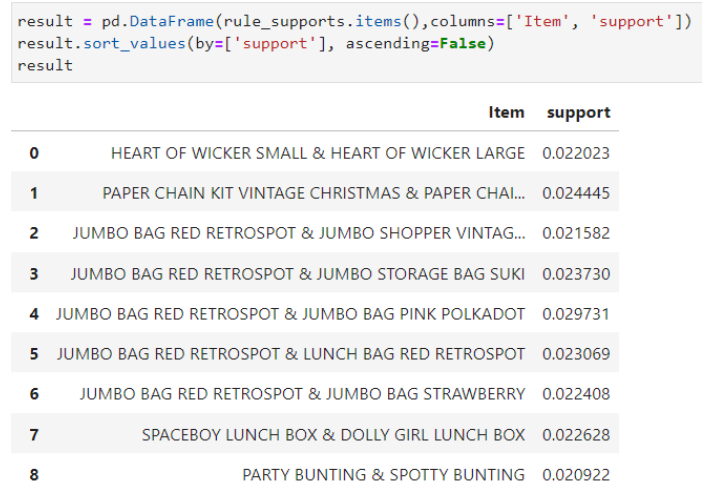 result = pd.DataFrame(rule_supports.items(),columns=['Item', 'support'])
result.sort_values(by=['support'], ascending=False)
result
Item support
0 HEART OF WICKER SMALL & HEART OF WICKER LARGE 0.022023
1 PAPER CHAIN KIT VINTAGE CHRISTMAS & PAPER CHAI... 0.024445
2 JUMBO BAG RED RETROSPOT & JUMBO SHOPPER VINTAG... 0.021582
3 JUMBO BAG RED RETROSPOT & JUMBO STORAGE BAG SUKI 0.023730
4 JUMBO BAG RED RETROSPOT & JUMBO BAG PINK POLKADOT 0.029731
5 JUMBO BAG RED RETROSPOT & LUNCH BAG RED RETROSPOT 0.023069
6 JUMBO BAG RED RETROSPOT & JUMBO BAG STRAWBERRY 0.022408
7 SPACEBOY LUNCH BOX & DOLLY GIRL LUNCH BOX 0.022628
8 PARTY BUNTING & SPOTTY BUNTING 0.020922